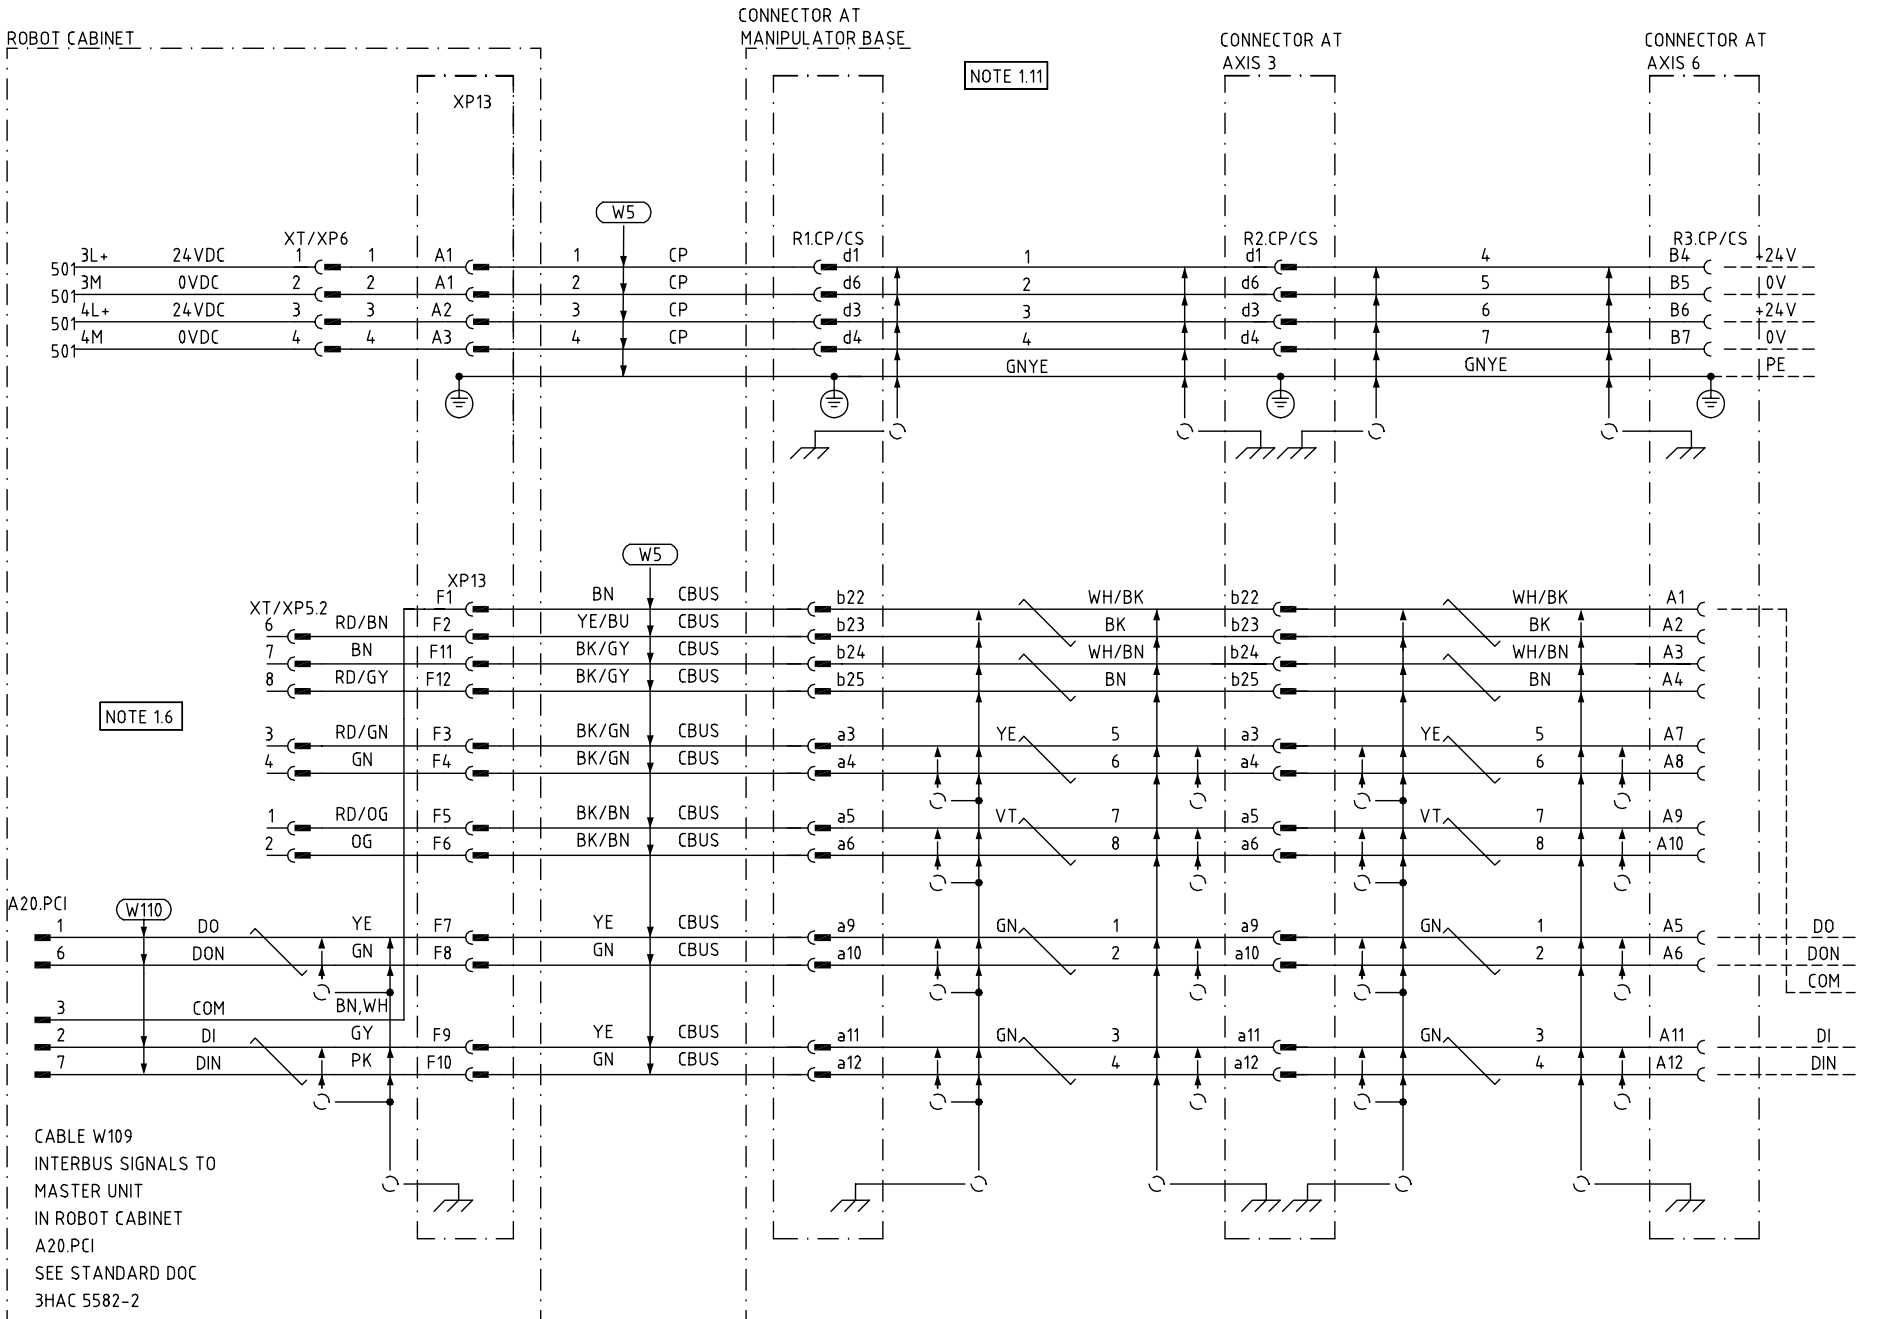 CONNECTOR AT
ROBOT CABINET
MANIPULATOR BASE
CONNECTOR AT
AXIS 3
CONNECTOR AT
AXIS 6
NOTE 1.11
XP13
W5
XT/XP6
R1.CP/CS
R2.CP/CS
R3.CP/CS
501 3L+ 24VDC 1 1 A1 1 CP d1 1 d1 4 B4 +24V
501 3M 0VDC 2 2 A1 2 CP d6 2 d6 5 B5 0V
501 4L+ 24VDC 3 3 A2 3 CP d3 3 d3 6 B6 +24V
501 4M 0VDC 4 4 A3 4 CP d4 4 d4 7 B7 0V
GNYE GNYE PE
W5
XP13
XT/XP5.2
F1 BN CBUS b22 WH/BK b22 WH/BK A1
6 RD/BN F2 YE/BU CBUS b23 BK b23 BK A2
7 BN F11 BK/GY CBUS b24 WH/BN b24 WH/BN A3
8 RD/GY F12 BK/GY CBUS b25 BN b25 BN A4
NOTE 1.6
3 RD/GN F3 BK/GN CBUS a3 YE 5 a3 YE 5 A7
4 GN F4 BK/GN CBUS a4 6 a4 6 A8
1 RD/OG F5 BK/BN CBUS a5 VT 7 a5 VT 7 A9
2 OG F6 BK/BN CBUS a6 8 a6 8 A10
A20.PCI
W110
1 DO YE F7 YE CBUS a9 GN 1 a9 GN 1 A5 DO
6 DON GN F8 GN CBUS a10 2 a10 2 A6 DON
COM
3 COM BN,WH
2 DI GY F9 YE CBUS a11 GN 3 a11 GN 3 A11 DI
7 DIN PK F10 GN CBUS a12 4 a12 4 A12 DIN
CABLE W109
INTERBUS SIGNALS TO
MASTER UNIT
IN ROBOT CABINET
A20.PCI
SEE STANDARD DOC
3HAC 5582-2